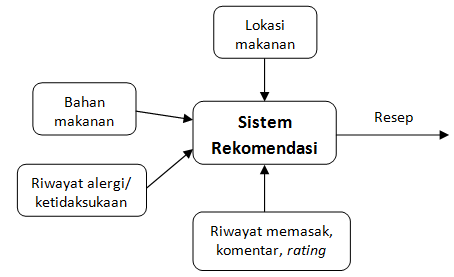 Lokasi
makanan
Bahan
makanan
Sistem
Rekomendasi
Resep
Riwayat alergi/
ketidaksukaan
Riwayat memasak,
komentar, rating